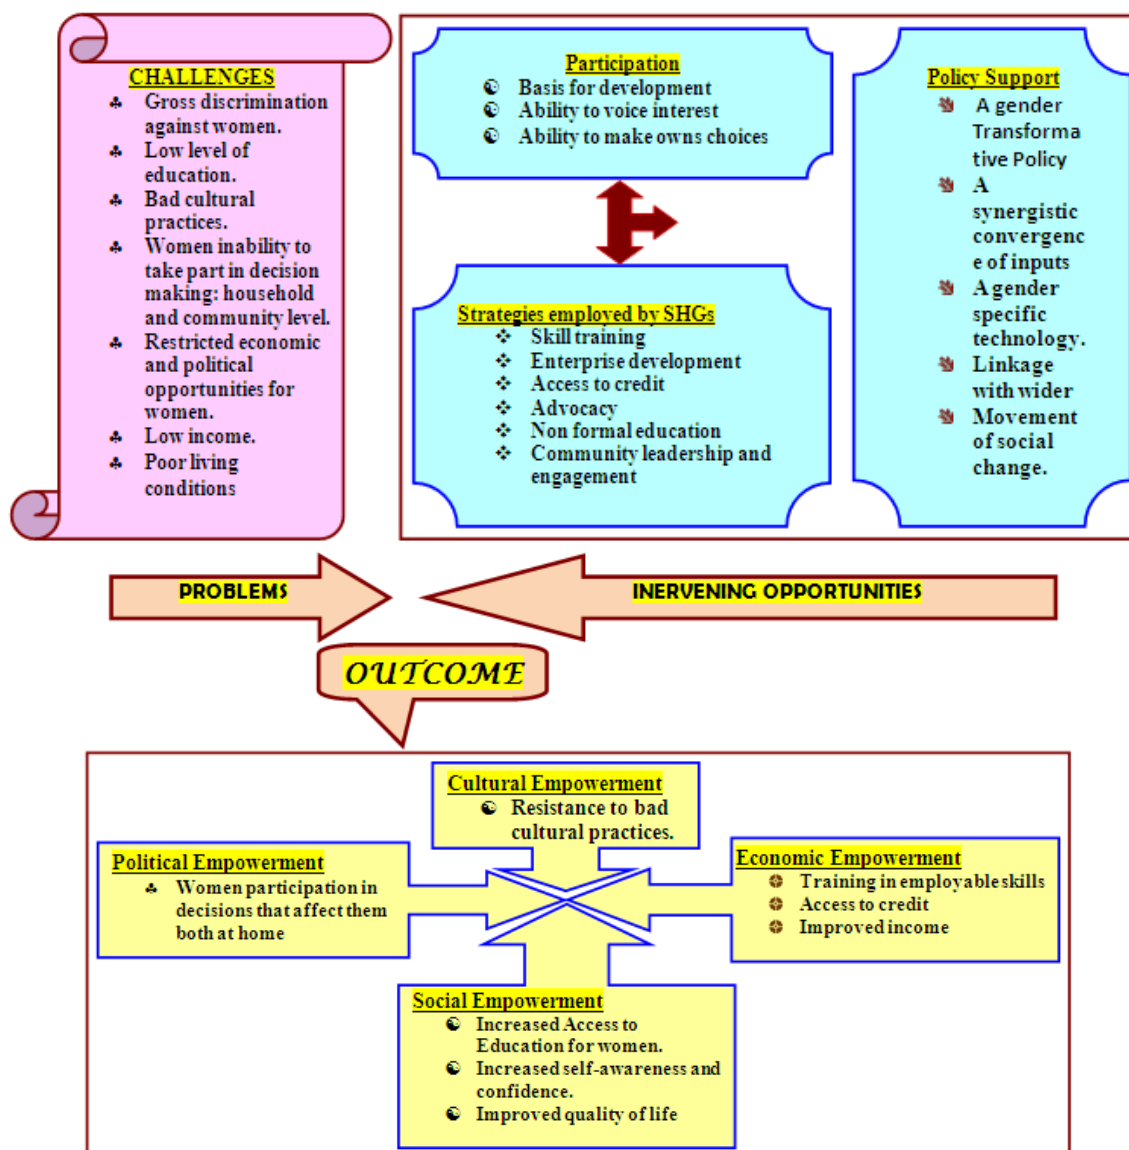 CHALLENGES
Gross discrimination
against women.
Low level of
education.
Bad cultural
practices.
Women inability to
take part in decision
making: household
and community level.
Restricted economic
and political
opportunities for
women.
Low income.
Poor living
conditions
Participation
Basis for development
Ability to voice interest
Ability to make owns choices
Strategies employed by SHGs
Skill training
Enterprise development
Access to credit
Advocacy
Non formal education
Community leadership and
engagement
Policy Support
A gender
Transforma
tive Policy
A
synergistic
convergenc
e of inputs
A gender
specific
technology.
Linkage
with wider
Movement
of social
change.
PROBLEMS
INERVENING OPPORTUNITIES
OUTCOME
Cultural Empowerment
Resistance to bad
cultural practices.
Political Empowerment
Women participation in
decisions that affect them
both at home
Economic Empowerment
Training in employable skills
Access to credit
Improved income
Social Empowerment
Increased Access to
Education for women.
Increased self-awareness and
confidence.
Improved quality of life